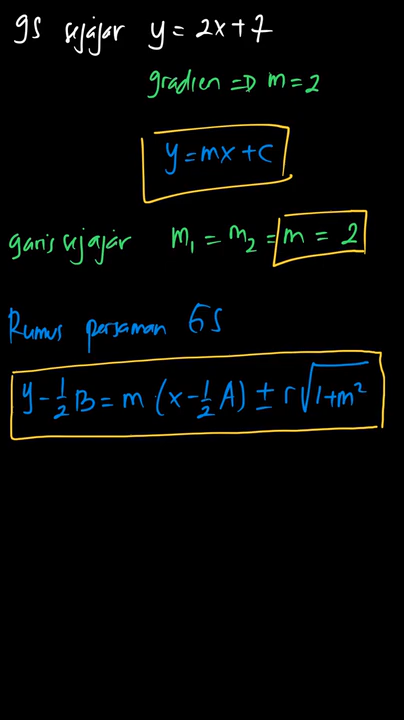 gs sejajar y = 2x + 7
gradien => m = 2
y = mx + c
garis sejajar m₁ = m₂ = m = 2
Rumus persaman GS
y - ½B = m (x - ½A) ± r√(1+m²)